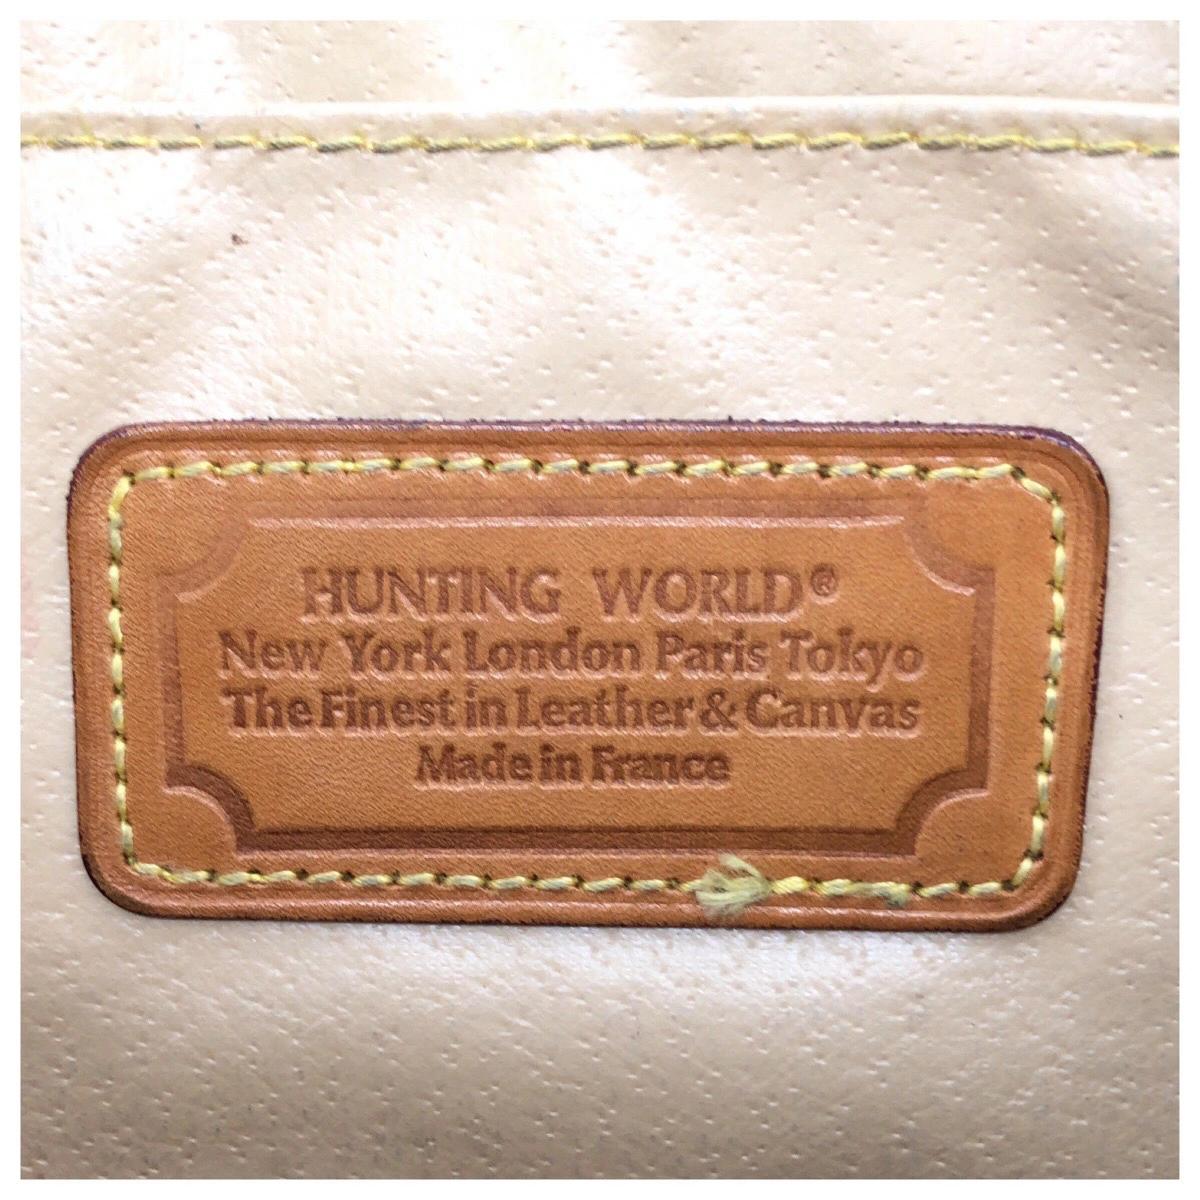 HUNTING WORLD®
New York London Paris Tokyo
The Finest in Leather & Canvas
Made in France